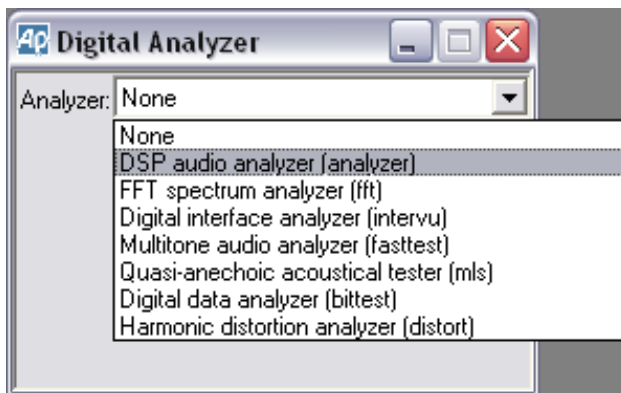 AP Digital Analyzer
Analyzer: None
None
DSP audio analyzer (analyzer)
FFT spectrum analyzer (fft)
Digital interface analyzer (intervu)
Multitone audio analyzer (fasttest)
Quasi-anechoic acoustical tester (mls)
Digital data analyzer (bittest)
Harmonic distortion analyzer (distort)